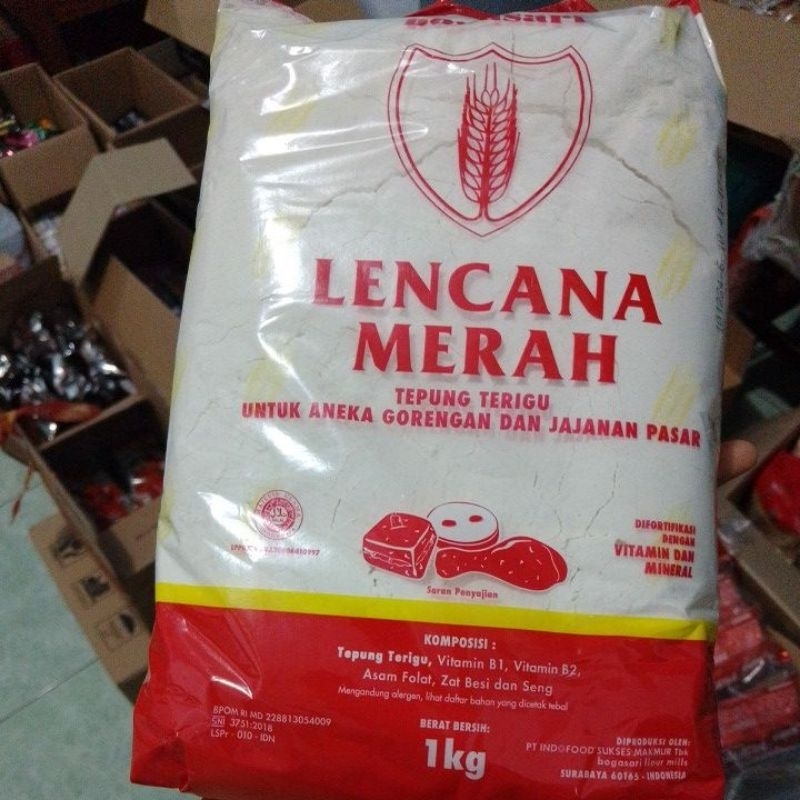 LENCANA
MERAH
TEPUNG TERIGU
UNTUK ANEKA GORENGAN DAN JAJANAN PASAR
DIFORTIFIKASI
DENGAN
VITAMIN DAN
MINERAL
Saran Penyajian
KOMPOSISI :
Tepung Terigu, Vitamin B1, Vitamin B2,
Asam Folat, Zat Besi dan Seng
Mengandung alergen, lihat daftar bahan yang dicetak tebal
BPOM RI MD 228813054009
SNI 3751:2018
LSPr - 010 - IDN
BERAT BERSIH:
1kg
DIPRODUKSI OLEH:
PT INDOFOOD SUKSES MAKMUR Tbk
bogasari flour mills
SURABAYA 60165 - INDONESIA